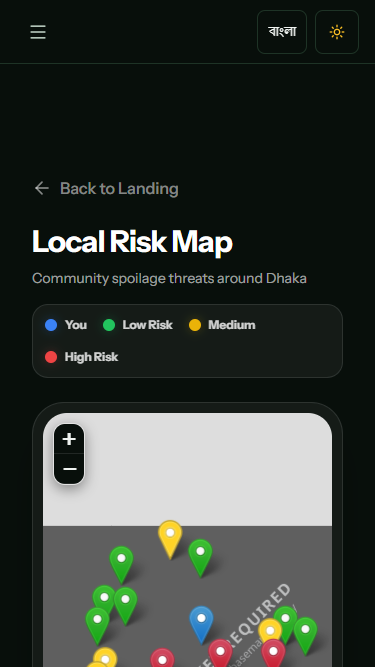 বাংলা
Back to Landing
Local Risk Map
Community spoilage threats around Dhaka
You
Low Risk
Medium
High Risk
+
−
REQUIRED